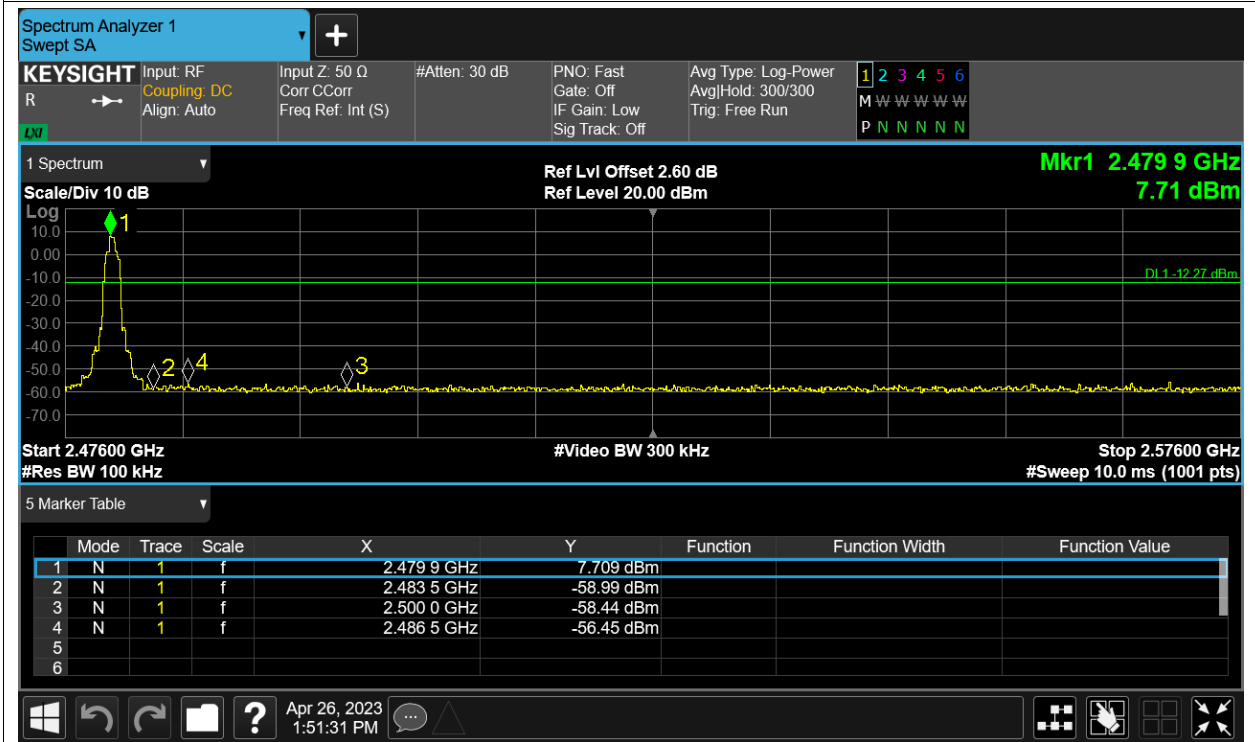 Spectrum Analyzer 1
Swept SA
+
KEYSIGHT Input: RF Input Z: 50 Ω #Atten: 30 dB PNO: Fast Avg Type: Log-Power 1 2 3 4 5 6
R Coupling: DC Corr CCorr Gate: Off Avg|Hold: 300/300 M W W W W W
Align: Auto Freq Ref: Int (S) IF Gain: Low Trig: Free Run
LXI Sig Track: Off P N N N N N
1 Spectrum Ref Lvl Offset 2.60 dB Mkr1 2.479 9 GHz
Scale/Div 10 dB Ref Level 20.00 dBm 7.71 dBm
Log 1
10.0
0.00
-10.0 DL1 -12.27 dBm
-20.0
-30.0
-40.0
-50.0 2 4 3
-60.0
-70.0
Start 2.47600 GHz #Video BW 300 kHz Stop 2.57600 GHz
#Res BW 100 kHz #Sweep 10.0 ms (1001 pts)
5 Marker Table
Mode Trace Scale X Y Function Function Width Function Value
1 N 1 f 2.479 9 GHz 7.709 dBm
2 N 1 f 2.483 5 GHz -58.99 dBm
3 N 1 f 2.500 0 GHz -58.44 dBm
4 N 1 f 2.486 5 GHz -56.45 dBm
5
6
? Apr 26, 2023
1:51:31 PM